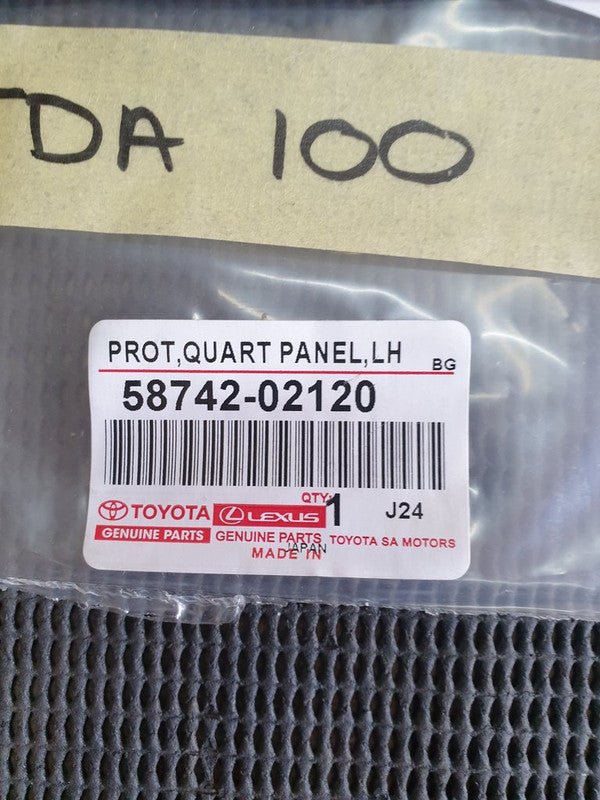 DA 100
PROT,QUART PANEL,LH BG
58742-02120
TOYOTA LEXUS QTY:1 J24
GENUINE PARTS GENUINE PARTS TOYOTA SA MOTORS
MADE IN JAPAN